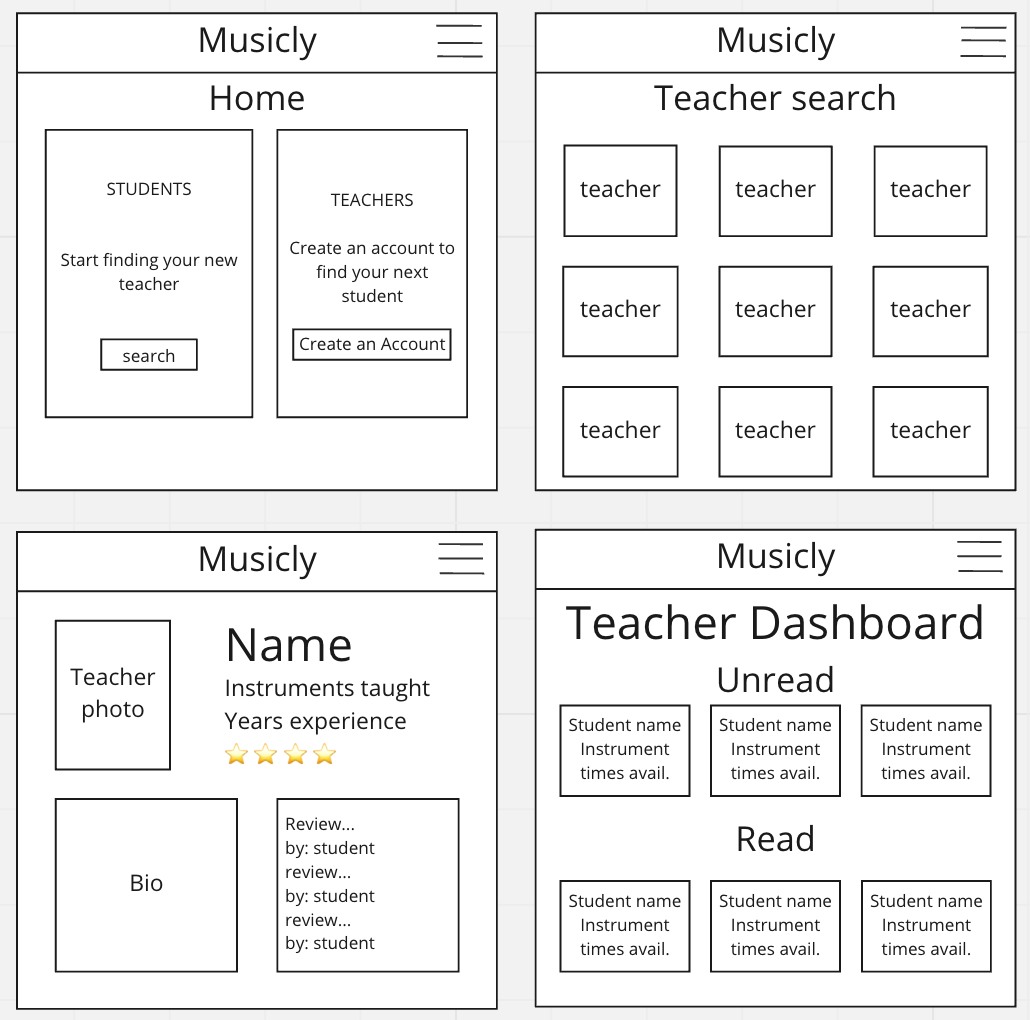 Musicly
Home
STUDENTS
Start finding your new
teacher
search
TEACHERS
Create an account to
find your next
student
Create an Account
Musicly
Teacher search
teacher
teacher
teacher
teacher
teacher
teacher
teacher
teacher
teacher
Musicly
Teacher
photo
Name
Instruments taught
Years experience
Bio
Review...
by: student
review...
by: student
review...
by: student
Musicly
Teacher Dashboard
Unread
Student name
Instrument
times avail.
Student name
Instrument
times avail.
Student name
Instrument
times avail.
Read
Student name
Instrument
times avail.
Student name
Instrument
times avail.
Student name
Instrument
times avail.